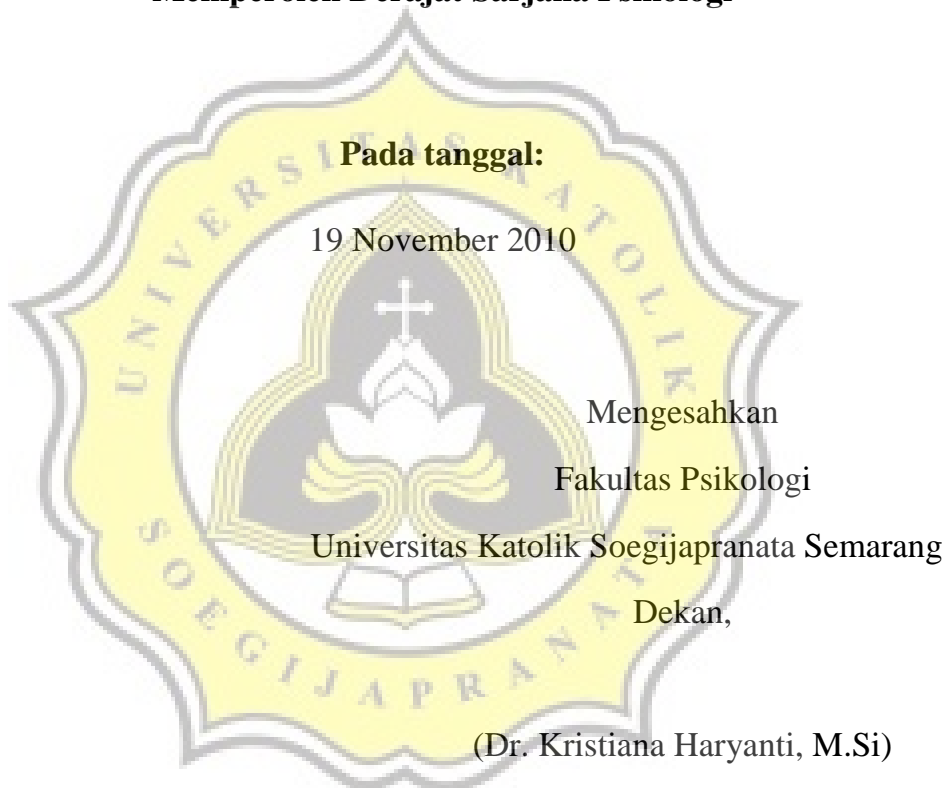 Memperoleh Derajat Sarjana Psikologi
Pada tanggal:
19 November 2010
Mengesahkan
Fakultas Psikologi
Universitas Katolik Soegijapranata Semarang
Dekan,
(Dr. Kristiana Haryanti, M.Si)
UNIVERSITAS KATOLIK
SOEGIJAPRANATA